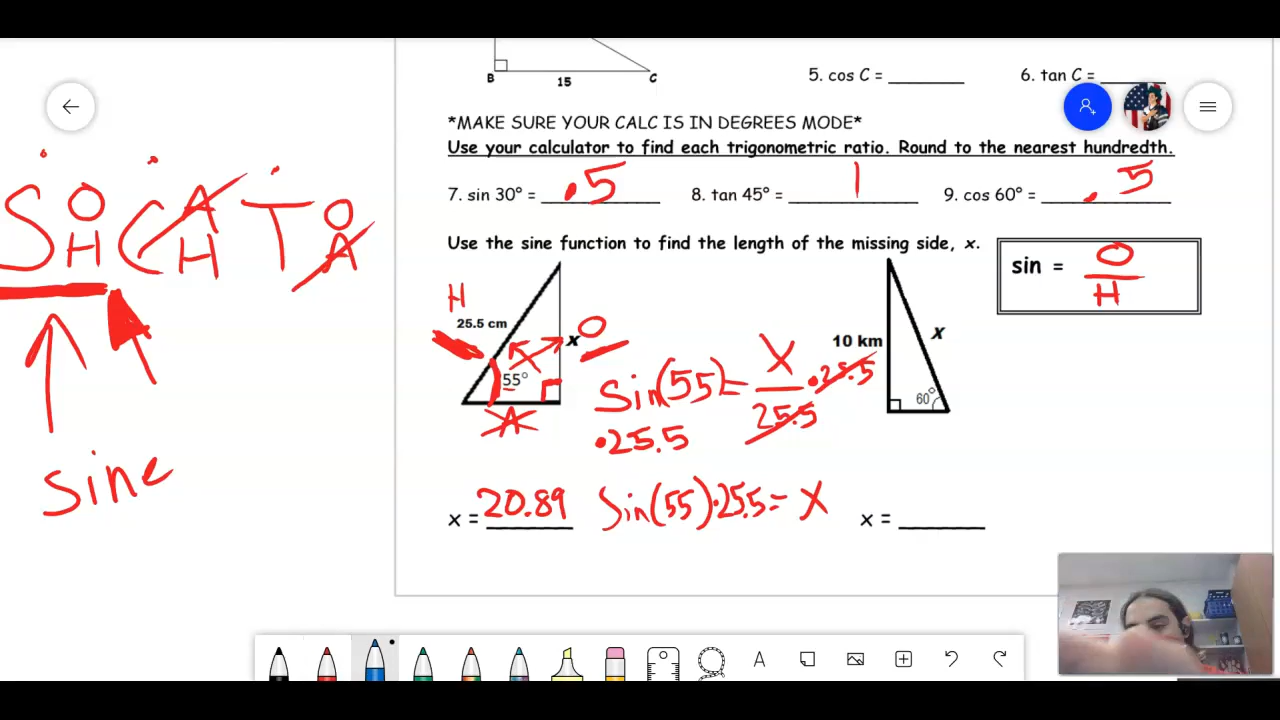 B 15 C
5. cos C = ________ 6. tan C = ________
*MAKE SURE YOUR CALC IS IN DEGREES MODE*
Use your calculator to find each trigonometric ratio. Round to the nearest hundredth.
7. sin 30° = .5 8. tan 45° = 1 9. cos 60° = .5
S O H C A H T O A
sine
Use the sine function to find the length of the missing side, x.
sin = O/H
H
25.5 cm
x O
55°
A
Sin(55) = X/25.5 •25.5
•25.5
x = 20.89 Sin(55)·25.5 = X
10 km
x
60°
x = ________
A